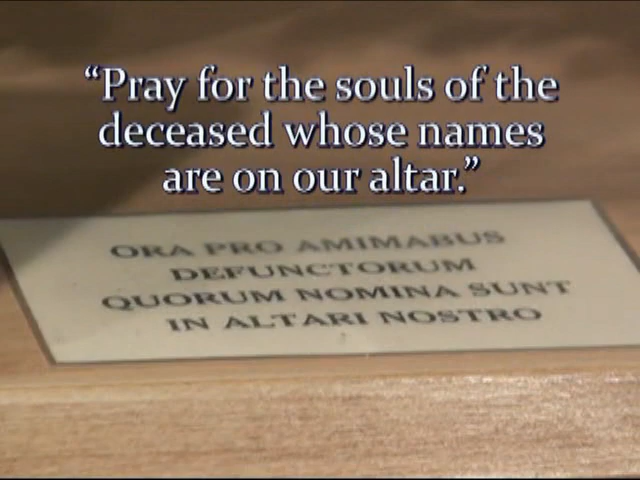 “Pray for the souls of the
deceased whose names
are on our altar.”
ORA PRO AMIMABUS
DEFUNCTORUM
QUORUM NOMINA SUNT
IN ALTARI NOSTRO